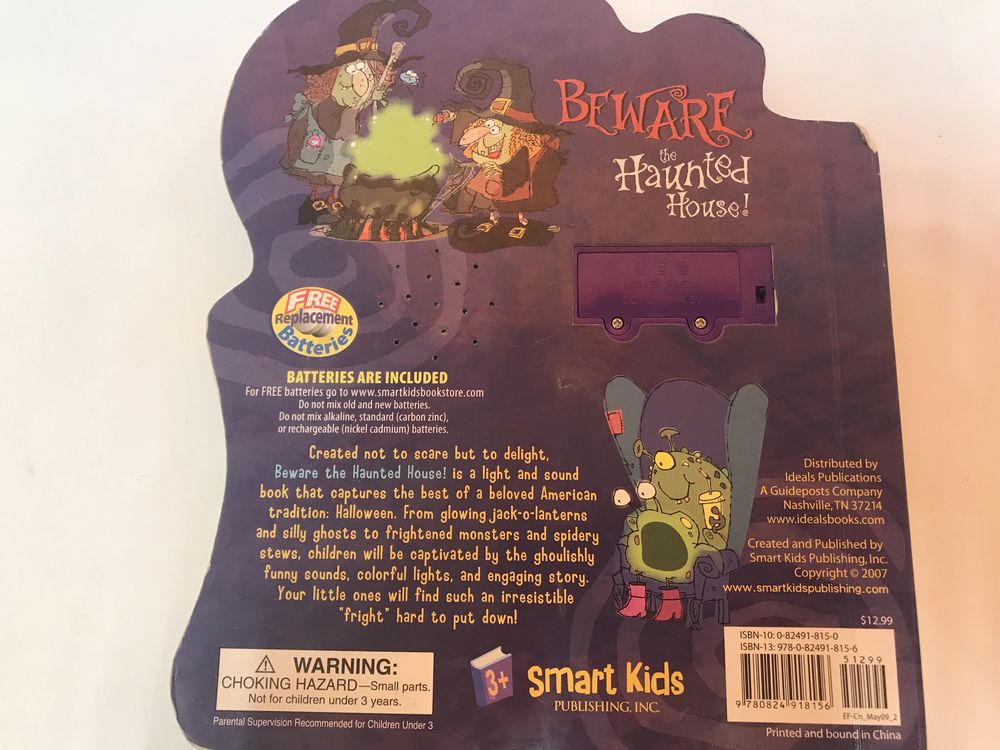 BEWARE
the
Haunted
House!
FREE
Replacement
Batteries
BATTERIES ARE INCLUDED
For FREE batteries go to www.smartkidsbookstore.com
Do not mix old and new batteries.
Do not mix alkaline, standard (carbon zinc),
or rechargeable (nickel cadmium) batteries.
Created not to scare but to delight,
Beware the Haunted House! is a light and sound
book that captures the best of a beloved American
tradition: Halloween. From glowing jack-o-lanterns
and silly ghosts to frightened monsters and spidery
stews, children will be captivated by the ghoulishly
funny sounds, colorful lights, and engaging story.
Your little ones will find such an irresistible
"fright" hard to put down!
Distributed by
Ideals Publications
A Guideposts Company
Nashville, TN 37214
www.idealsbooks.com
Created and Published by
Smart Kids Publishing, Inc.
Copyright © 2007
www.smartkidspublishing.com
$12.99
ISBN-10: 0-82491-815-0
ISBN-13: 978-0-82491-815-6
51299
9780824918156
EF-Cn_May09_2
Printed and bound in China
WARNING:
CHOKING HAZARD—Small parts.
Not for children under 3 years.
Parental Supervision Recommended for Children Under 3
3+
Smart Kids
PUBLISHING, INC.